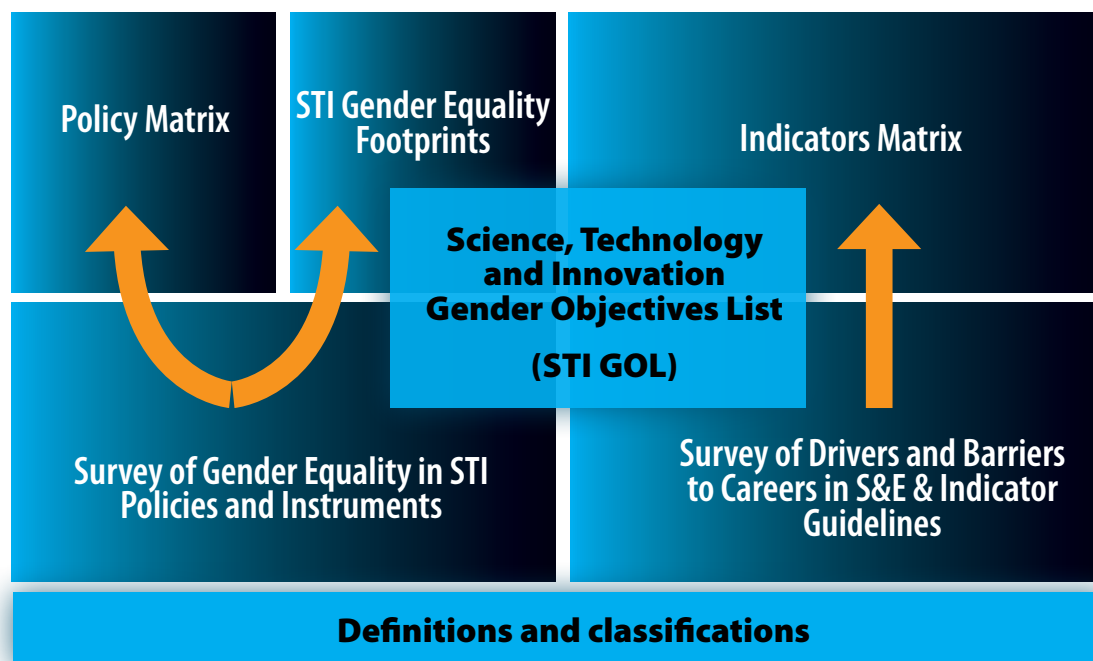 Policy Matrix
STI Gender Equality
Footprints
Indicators Matrix
Science, Technology
and Innovation
Gender Objectives List
(STI GOL)
Survey of Gender Equality in STI
Policies and Instruments
Survey of Drivers and Barriers
to Careers in S&E & Indicator
Guidelines
Definitions and classifications